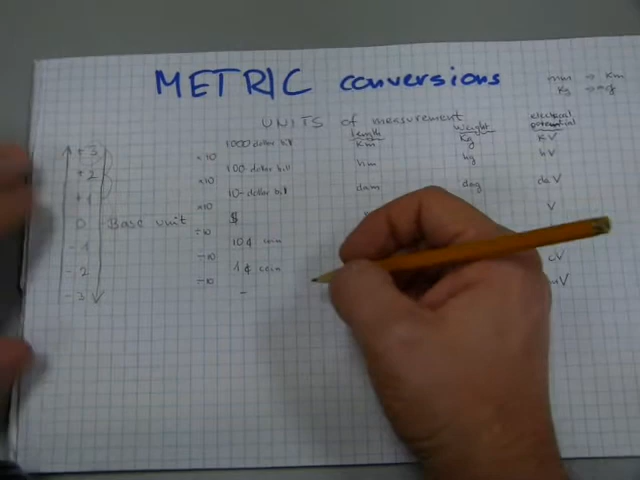 METRIC conversions
mm → km
kg → mg
UNITS of measurement
length Weight electrical potential
+3 1000 dollar bill km kg kV
×10
+2 100 dollar bill hm hg hV
×10
+1 10-dollar bill dam dag daV
×10
0 Base unit $ V
÷10
-1 10¢ coin
÷10
-2 1¢ coin cV
÷10
-3 - mV